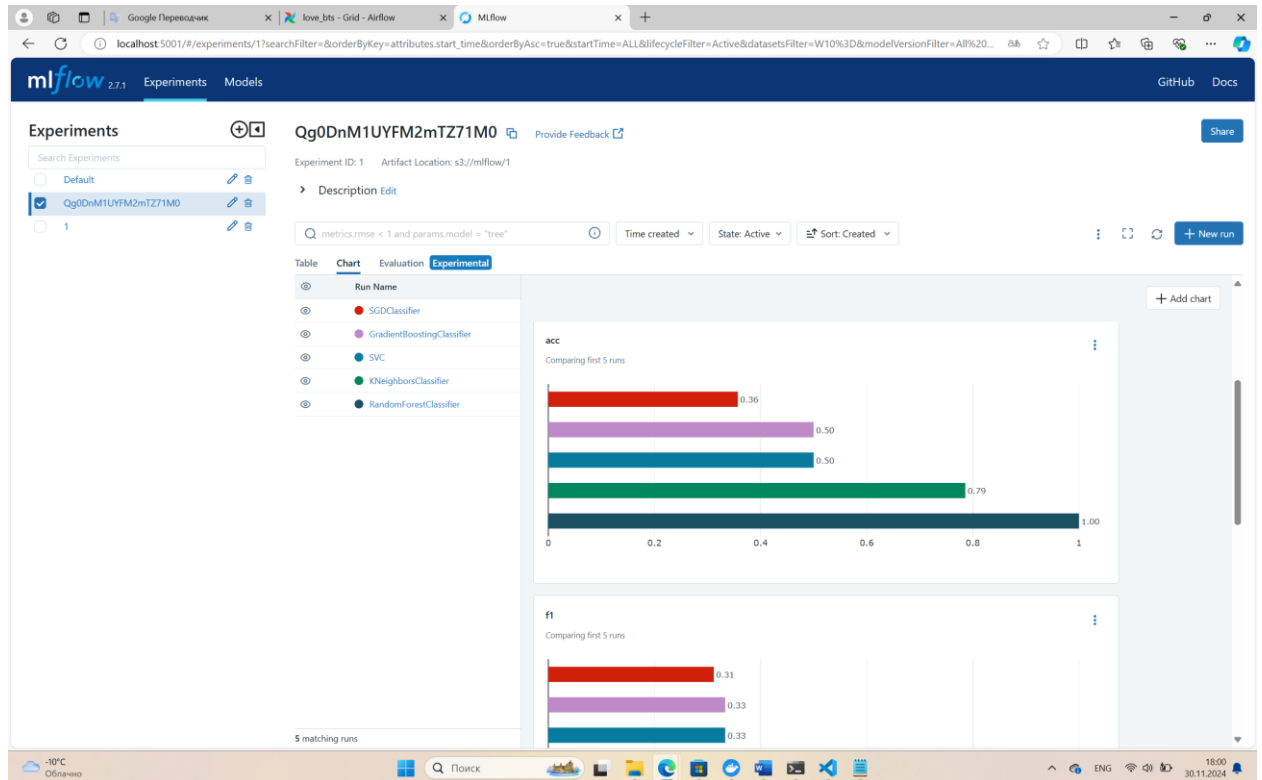 Google Переводчик
love_bts - Grid - Airflow
MLflow
localhost:5001/#/experiments/1?searchFilter=&orderByKey=attributes.start_time&orderByAsc=true&startTime=ALL&lifecycleFilter=Active&datasetsFilter=W10%3D&modelVersionFilter=All%20...
mlflow 2.7.1 Experiments Models GitHub Docs
Experiments
Search Experiments
Default
Qg0DnM1UYFM2mTZ71M0
1
Qg0DnM1UYFM2mTZ71M0 Provide Feedback Share
Experiment ID: 1 Artifact Location: s3://mlflow/1
Description Edit
metrics.rmse < 1 and params.model = "tree" Time created State: Active Sort: Created + New run
Table Chart Evaluation Experimental
Run Name
SGDClassifier
GradientBoostingClassifier
SVC
KNeighborsClassifier
RandomForestClassifier
5 matching runs
+ Add chart
acc
Comparing first 5 runs
0.36
0.50
0.50
0.79
1.00
0 0.2 0.4 0.6 0.8 1
f1
Comparing first 5 runs
0.31
0.33
0.33
-10°C
Облачно
Поиск
ENG
18:00
30.11.2024